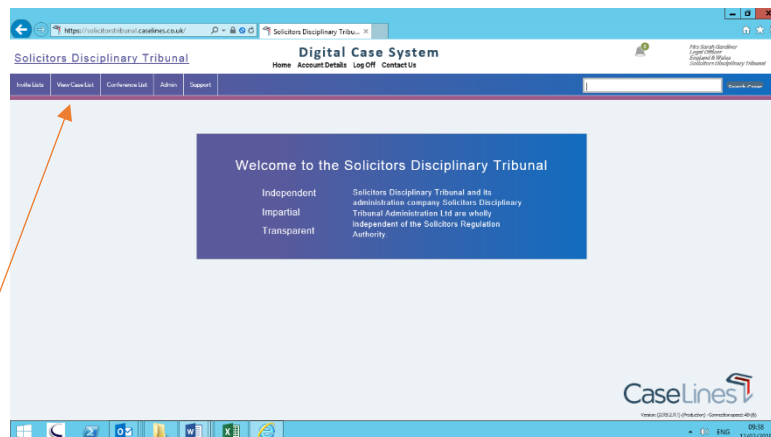 https://solicitorstribunal.caselines.co.uk/
Solicitors Disciplinary Tribu... ×
Solicitors Disciplinary Tribunal
Digital Case System
Home Account Details Log Off Contact Us
Mrs Sarah Gardiner
Legal Officer
England & Wales
Solicitors Disciplinary Tribunal
Invite Lists View Case List Conference List Admin Support
Search Cases
Welcome to the Solicitors Disciplinary Tribunal
Independent
Impartial
Transparent
Solicitors Disciplinary Tribunal and its
administration company Solicitors Disciplinary
Tribunal Administration Ltd are wholly
independent of the Solicitors Regulation
Authority.
CaseLines
ENG
09:38